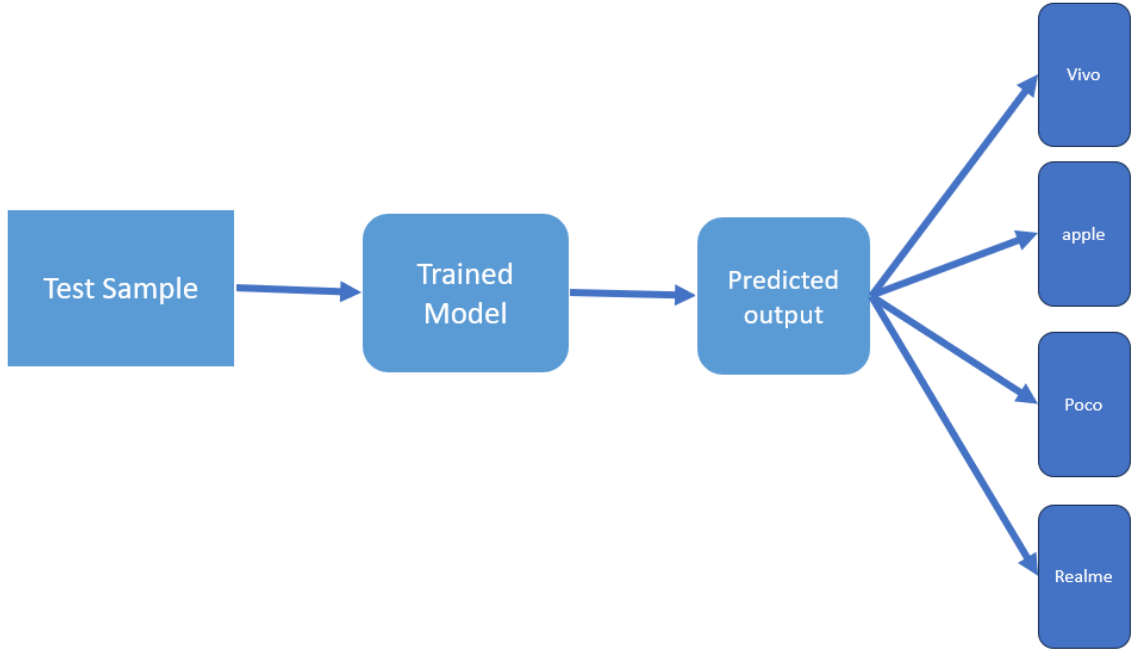 Test Sample
Trained
Model
Predicted
output
Vivo
apple
Poco
Realme